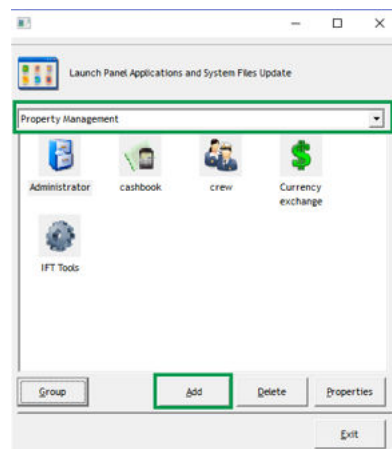 Launch Panel Applications and System Files Update
Property Management
Administrator cashbook crew Currency exchange
IFT Tools
Group Add Delete Properties
Exit